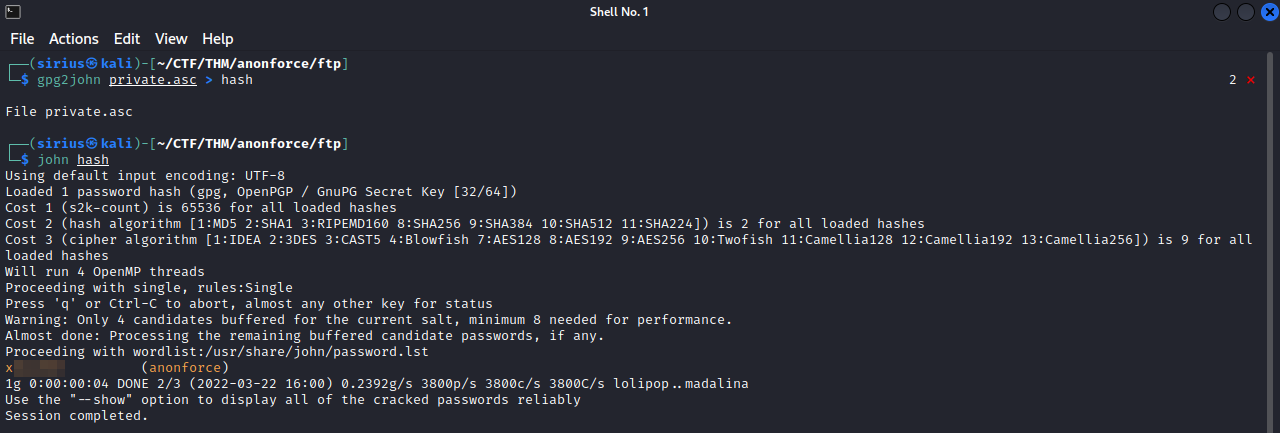 Shell No. 1
File Actions Edit View Help
┌──(sirius㉿kali)-[~/CTF/THM/anonforce/ftp]
└─$ gpg2john private.asc > hash 2 ⨯
File private.asc
┌──(sirius㉿kali)-[~/CTF/THM/anonforce/ftp]
└─$ john hash
Using default input encoding: UTF-8
Loaded 1 password hash (gpg, OpenPGP / GnuPG Secret Key [32/64])
Cost 1 (s2k-count) is 65536 for all loaded hashes
Cost 2 (hash algorithm [1:MD5 2:SHA1 3:RIPEMD160 8:SHA256 9:SHA384 10:SHA512 11:SHA224]) is 2 for all loaded hashes
Cost 3 (cipher algorithm [1:IDEA 2:3DES 3:CAST5 4:Blowfish 7:AES128 8:AES192 9:AES256 10:Twofish 11:Camellia128 12:Camellia192 13:Camellia256]) is 9 for all
loaded hashes
Will run 4 OpenMP threads
Proceeding with single, rules:Single
Press 'q' or Ctrl-C to abort, almost any other key for status
Warning: Only 4 candidates buffered for the current salt, minimum 8 needed for performance.
Almost done: Processing the remaining buffered candidate passwords, if any.
Proceeding with wordlist:/usr/share/john/password.lst
x (anonforce)
1g 0:00:00:04 DONE 2/3 (2022-03-22 16:00) 0.2392g/s 3800p/s 3800c/s 3800C/s lolipop..madalina
Use the "--show" option to display all of the cracked passwords reliably
Session completed.